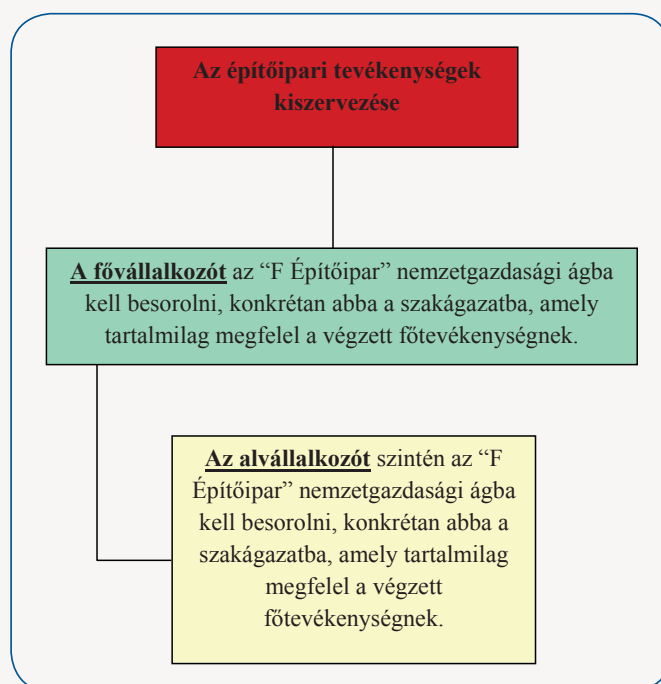 Az építőipari tevékenységek
kiszervezése
A fővállalkozót az “F Építőipar” nemzetgazdasági ágba
kell besorolni, konkrétan abba a szakágazatba, amely
tartalmilag megfelel a végzett főtevékenységnek.
Az alvállalkozót szintén az “F
Építőipar” nemzetgazdasági ágba
kell besorolni, konkrétan abba a
szakágazatba, amely tartalmilag
megfelel a végzett
főtevékenységnek.